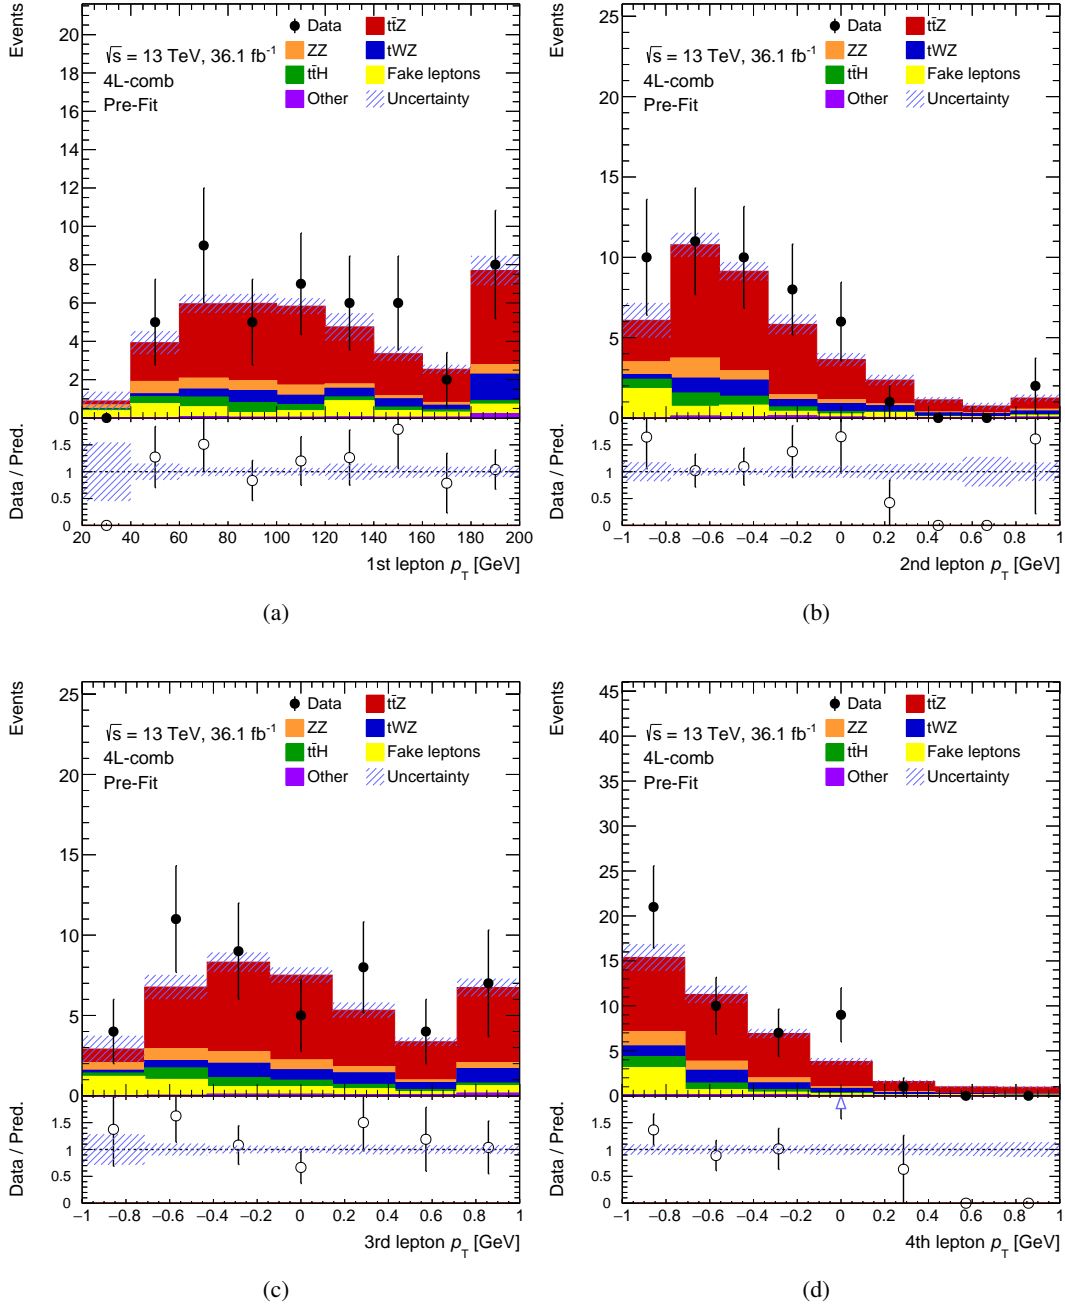 Events
20
18
16
14
12
10
8
6
4
2
0
√s = 13 TeV, 36.1 fb⁻¹
4L-comb
Pre-Fit
Data
tt̄Z
ZZ
tWZ
tt̄H
Fake leptons
Other
Uncertainty
Data / Pred.
1.5
1
0.5
0
20 40 60 80 100 120 140 160 180 200
1st lepton p_T [GeV]
(a)
Events
25
20
15
10
5
0
√s = 13 TeV, 36.1 fb⁻¹
4L-comb
Pre-Fit
Data
tt̄Z
ZZ
tWZ
tt̄H
Fake leptons
Other
Uncertainty
Data / Pred.
1.5
1
0.5
0
−1 −0.8 −0.6 −0.4 −0.2 0 0.2 0.4 0.6 0.8 1
2nd lepton p_T [GeV]
(b)
Events
25
20
15
10
5
0
√s = 13 TeV, 36.1 fb⁻¹
4L-comb
Pre-Fit
Data
tt̄Z
ZZ
tWZ
tt̄H
Fake leptons
Other
Uncertainty
Data / Pred.
1.5
1
0.5
0
−1 −0.8 −0.6 −0.4 −0.2 0 0.2 0.4 0.6 0.8 1
3rd lepton p_T [GeV]
(c)
Events
45
40
35
30
25
20
15
10
5
0
√s = 13 TeV, 36.1 fb⁻¹
4L-comb
Pre-Fit
Data
tt̄Z
ZZ
tWZ
tt̄H
Fake leptons
Other
Uncertainty
Data / Pred.
1.5
1
0.5
0
−1 −0.8 −0.6 −0.4 −0.2 0 0.2 0.4 0.6 0.8 1
4th lepton p_T [GeV]
(d)